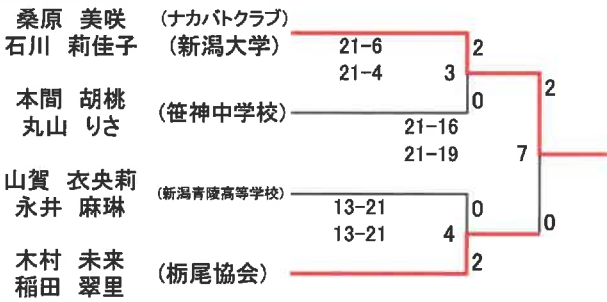 桑原 美咲 (ナカバトクラブ)
石川 莉佳子 (新潟大学)
21-6
21-4
2
3
0
本間 胡桃
丸山 りさ
(笹神中学校)
21-16
21-19
2
7
0
山賀 衣央莉
永井 麻琳
(新潟青陵高等学校)
13-21
13-21
0
4
2
木村 未来
稲田 翠里
(栃尾協会)